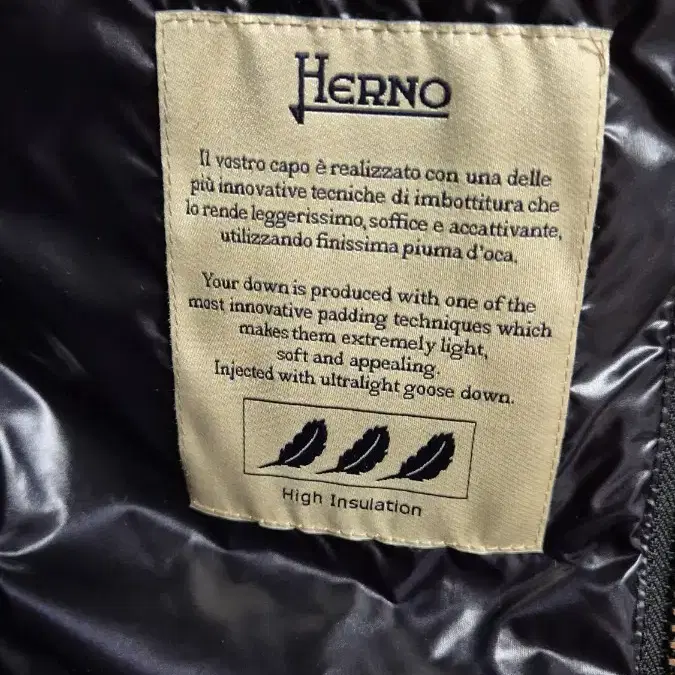 HERNO
Il vostro capo è realizzato con una delle
più innovative tecniche di imbottitura che
lo rende leggerissimo, soffice e accattivante,
utilizzando finissima piuma d'oca.
Your down is produced with one of the
most innovative padding techniques which
makes them extremely light,
soft and appealing.
Injected with ultralight goose down.
High Insulation